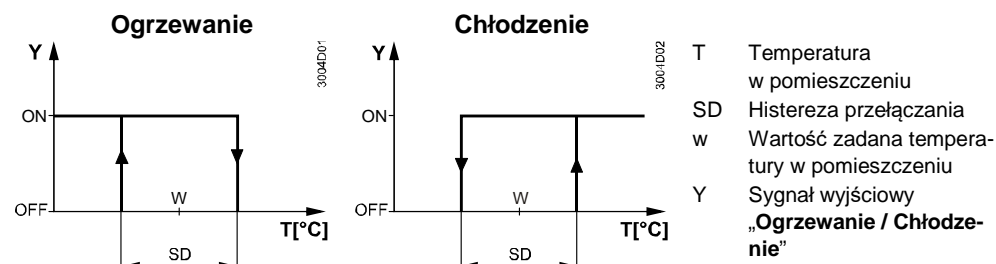 Ogrzewanie
Y
3004D01
ON
W
OFF
T[°C]
SD
Chłodzenie
Y
3004D02
ON
W
OFF
T[°C]
SD
T Temperatura
w pomieszczeniu
SD Histereza przełączania
w Wartość zadana tempera-
tury w pomieszczeniu
Y Sygnał wyjściowy
„Ogrzewanie / Chłodze-
nie”